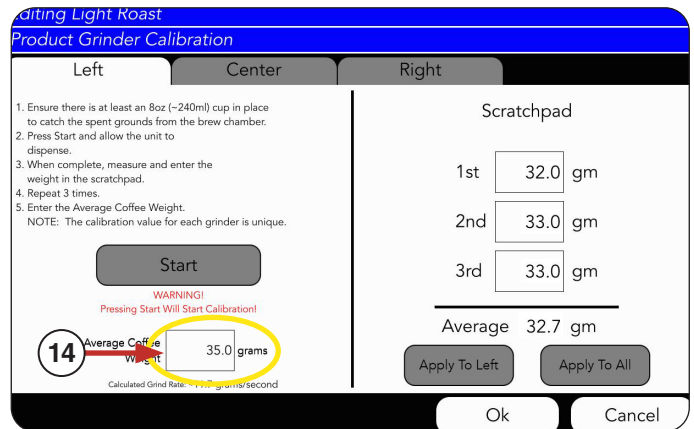 Editing Light Roast
Product Grinder Calibration
Left
Center
Right
1. Ensure there is at least an 8oz (~240ml) cup in place
to catch the spent grounds from the brew chamber.
2. Press Start and allow the unit to
dispense.
3. When complete, measure and enter the
weight in the scratchpad.
4. Repeat 3 times.
5. Enter the Average Coffee Weight.
NOTE: The calibration value for each grinder is unique.
Start
WARNING!
Pressing Start Will Start Calibration!
14
Average Coffee
Weight
35.0 grams
Calculated Grind Rate: grams/second
Scratchpad
1st 32.0 gm
2nd 33.0 gm
3rd 33.0 gm
Average 32.7 gm
Apply To Left
Apply To All
Ok
Cancel